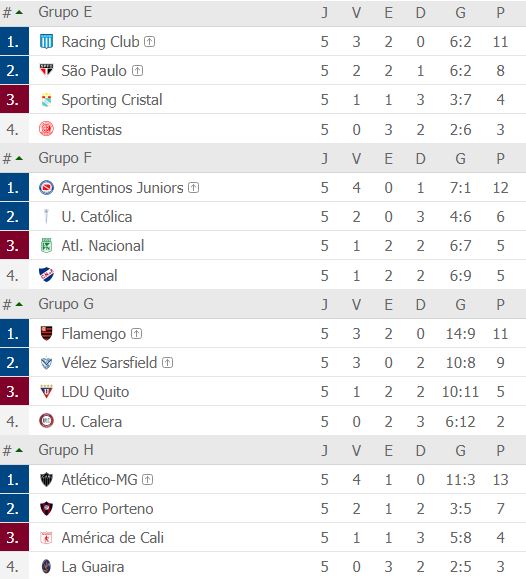 # Grupo E J V E D G P
1. Racing Club 5 3 2 0 6:2 11
2. São Paulo 5 2 2 1 6:2 8
3. Sporting Cristal 5 1 1 3 3:7 4
4. Rentistas 5 0 3 2 2:6 3
# Grupo F J V E D G P
1. Argentinos Juniors 5 4 0 1 7:1 12
2. U. Católica 5 2 0 3 4:6 6
3. Atl. Nacional 5 1 2 2 6:7 5
4. Nacional 5 1 2 2 6:9 5
# Grupo G J V E D G P
1. Flamengo 5 3 2 0 14:9 11
2. Vélez Sarsfield 5 3 0 2 10:8 9
3. LDU Quito 5 1 2 2 10:11 5
4. U. Calera 5 0 2 3 6:12 2
# Grupo H J V E D G P
1. Atlético-MG 5 4 1 0 11:3 13
2. Cerro Porteno 5 2 1 2 3:5 7
3. América de Cali 5 1 1 3 5:8 4
4. La Guaira 5 0 3 2 2:5 3